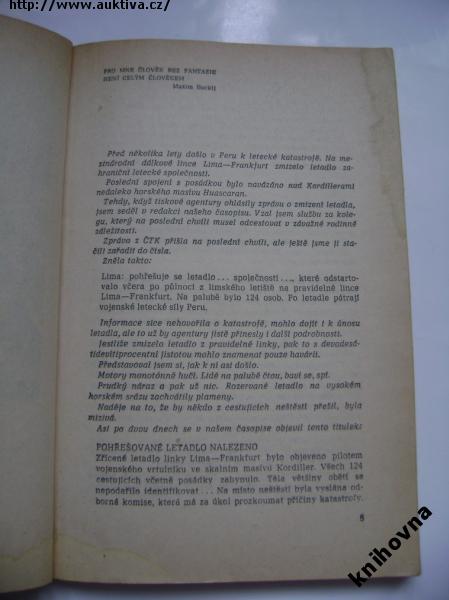 www.auktiva.cz
PRO MNE ČLOVĚK BEZ FANTAZIE
NENÍ CELÝM ČLOVĚKEM
Maxim Gorkij
Před několika lety došlo v Peru k letecké katastrofě. Na me-
zinárodní dálkové lince Lima—Frankfurt zmizelo letadlo za-
hraniční letecké společnosti.
Poslední spojení s posádkou bylo navázáno nad Kordillerami
nedaleko horského masívu Huascaran.
Tehdy, když tiskové agentury ohlásily zprávu o zmizení letadla,
jsem seděl v redakci našeho časopisu. Vzal jsem službu za kole-
gu, který na poslední chvíli musel odcestovat v závažné rodinné
záležitosti.
Zpráva z ČTK přišla na poslední chvíli, ale ještě jsme ji sta-
čili zařadit do čísla.
Zněla takto:
Lima: pohřešuje se letadlo... společnosti..., které odstarto-
valo včera po půlnoci z limského letiště na pravidelné lince
Lima—Frankfurt. Na palubě bylo 124 osob. Po letadle pátrají
vojenské letecké síly Peru.
Informace sice nehovořila o katastrofě, mohlo dojít i k únosu
letadla, ale to už by agentury jistě přinesly i další podrobnosti.
Jestliže zmizelo letadlo z pravidelné linky, pak to s devadesá-
tidevítiprocentní jistotou mohlo znamenat pouze havárii.
Představoval jsem si, jak k ní asi došlo.
Motory monotónně hučí. Lidé na palubě čtou, baví se, spí.
Prudký náraz a pak už nic. Rozervané letadlo na vysokém
horském srázu zachvátily plameny.
Naděje na to, že by někdo z cestujících neštěstí přežil, byla
mizivá.
Asi po dvou dnech se v našem časopise objevil tento titulek:
POHŘEŠOVANÉ LETADLO NALEZENO
Zřícené letadlo linky Lima—Frankfurt bylo objeveno pilotem
vojenského vrtulníku ve skalním masívu Kordiller. Všech 124
cestujících včetně posádky zahynulo. Těla většiny obětí se
nepodařilo identifikovat... Na místo neštěstí byla vyslána od-
borná komise, která má za úkol prozkoumat příčiny katastrofy.
5
knihovna